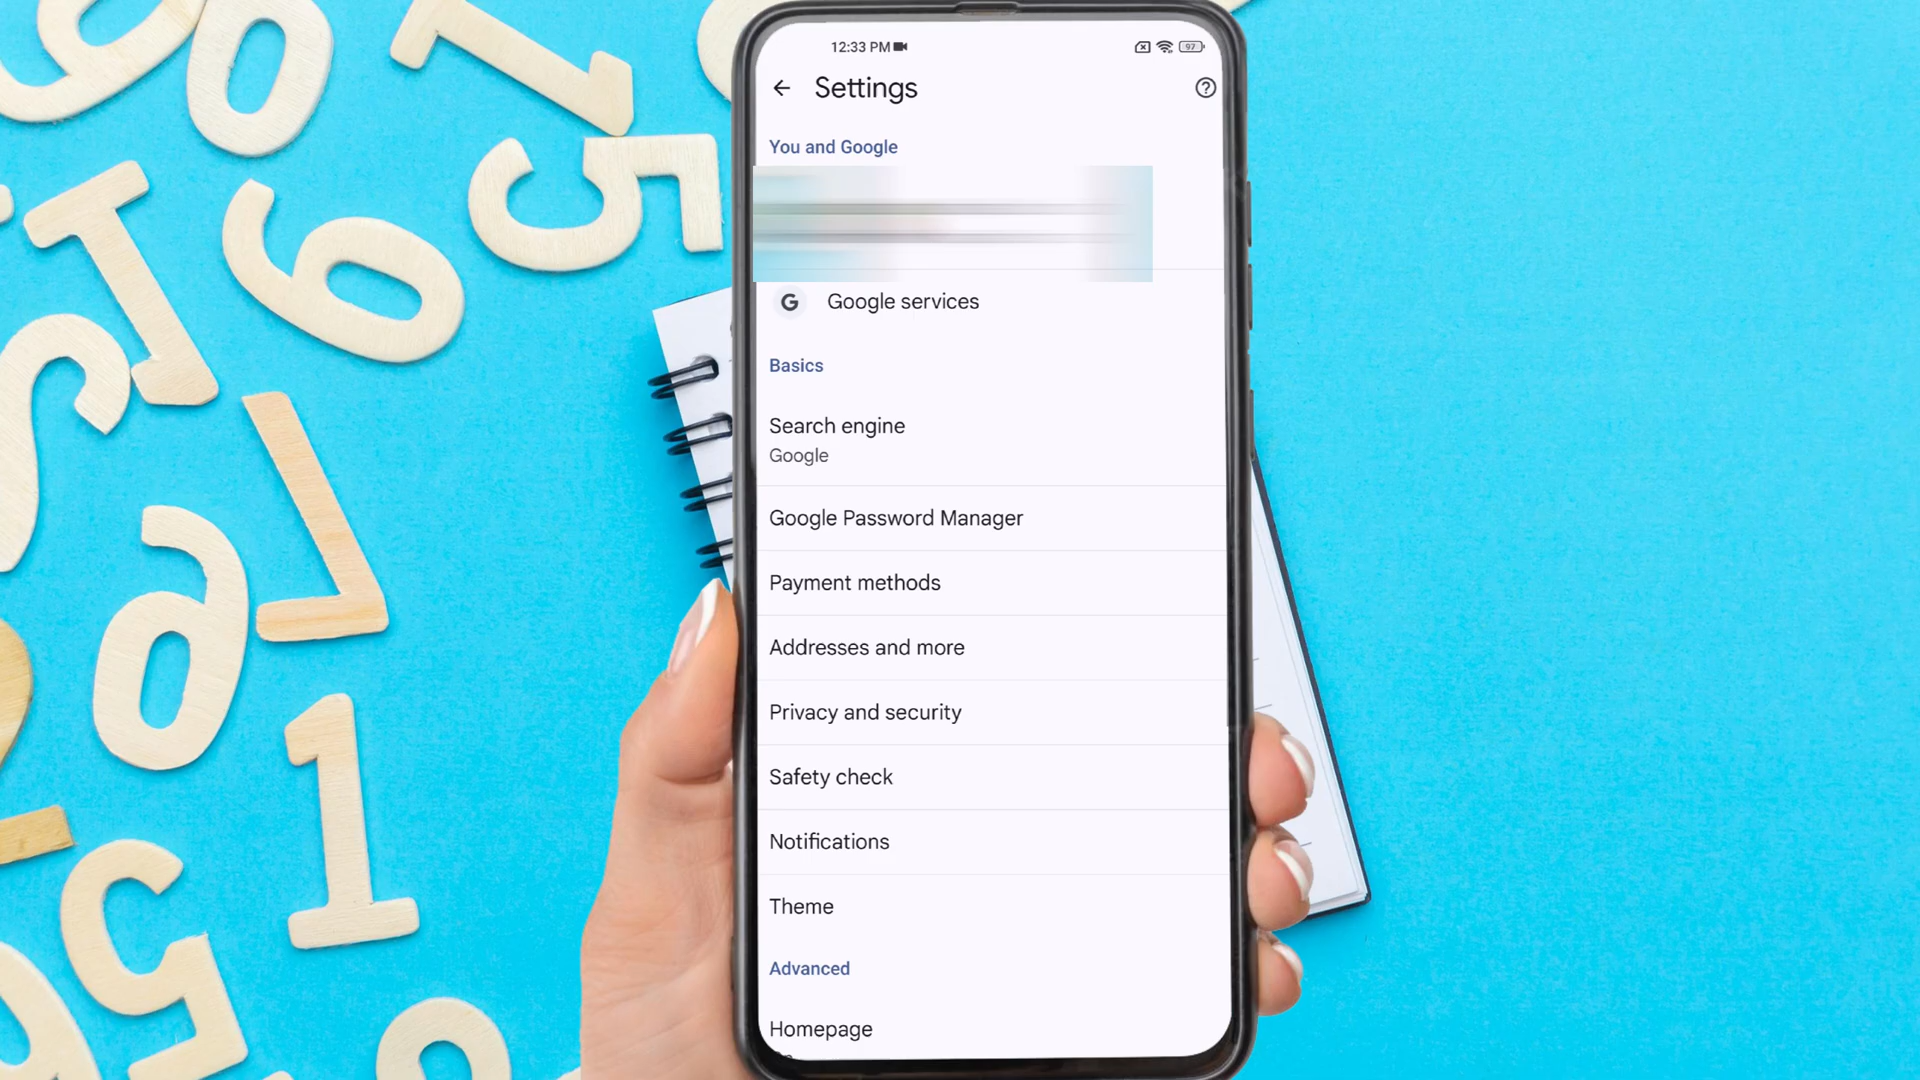 12:33 PM
97
Settings
You and Google
G Google services
Basics
Search engine
Google
Google Password Manager
Payment methods
Addresses and more
Privacy and security
Safety check
Notifications
Theme
Advanced
Homepage